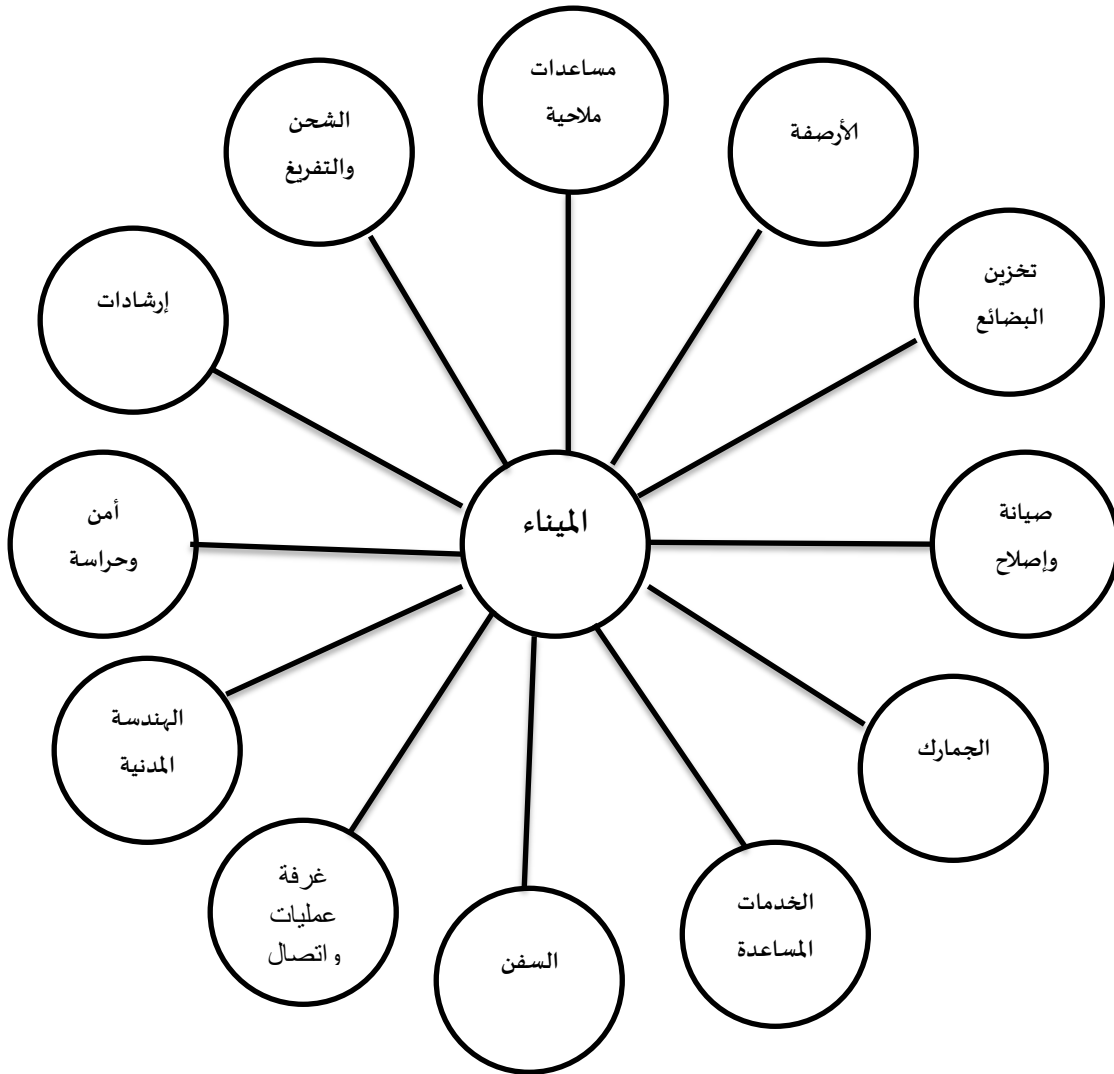 مساعدات
ملاحية
الأرصفة
الشحن
والتفريغ
تخزين
البضائع
إرشادات
صيانة
وإصلاح
أمن
وحراسة
الميناء
الجمارك
الهندسة
المدنية
الخدمات
المساعدة
غرفة
عمليات
واتصال
السفن